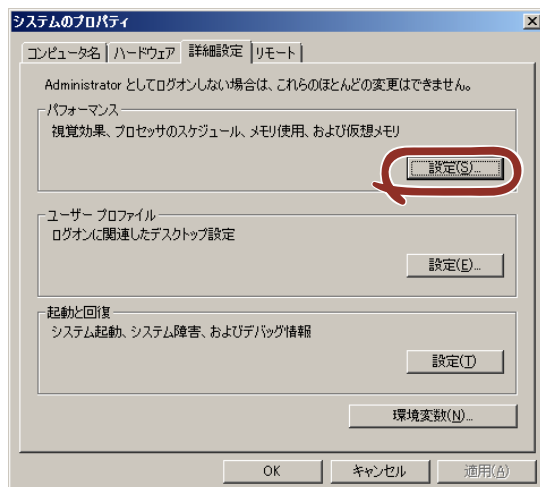 システムのプロパティ
コンピュータ名 ハードウェア 詳細設定 リモート
Administrator としてログオンしない場合は、これらのほとんどの変更はできません。
パフォーマンス
視覚効果、プロセッサのスケジュール、メモリ使用、および仮想メモリ
設定(S)...
ユーザー プロファイル
ログオンに関連したデスクトップ設定
設定(E)...
起動と回復
システム起動、システム障害、およびデバッグ情報
設定(T)
環境変数(N)...
OK キャンセル 適用(A)